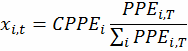 x_{i,t} = CPPE_i \frac{PPE_{i,T}}{\sum_i PPE_{i,T}}